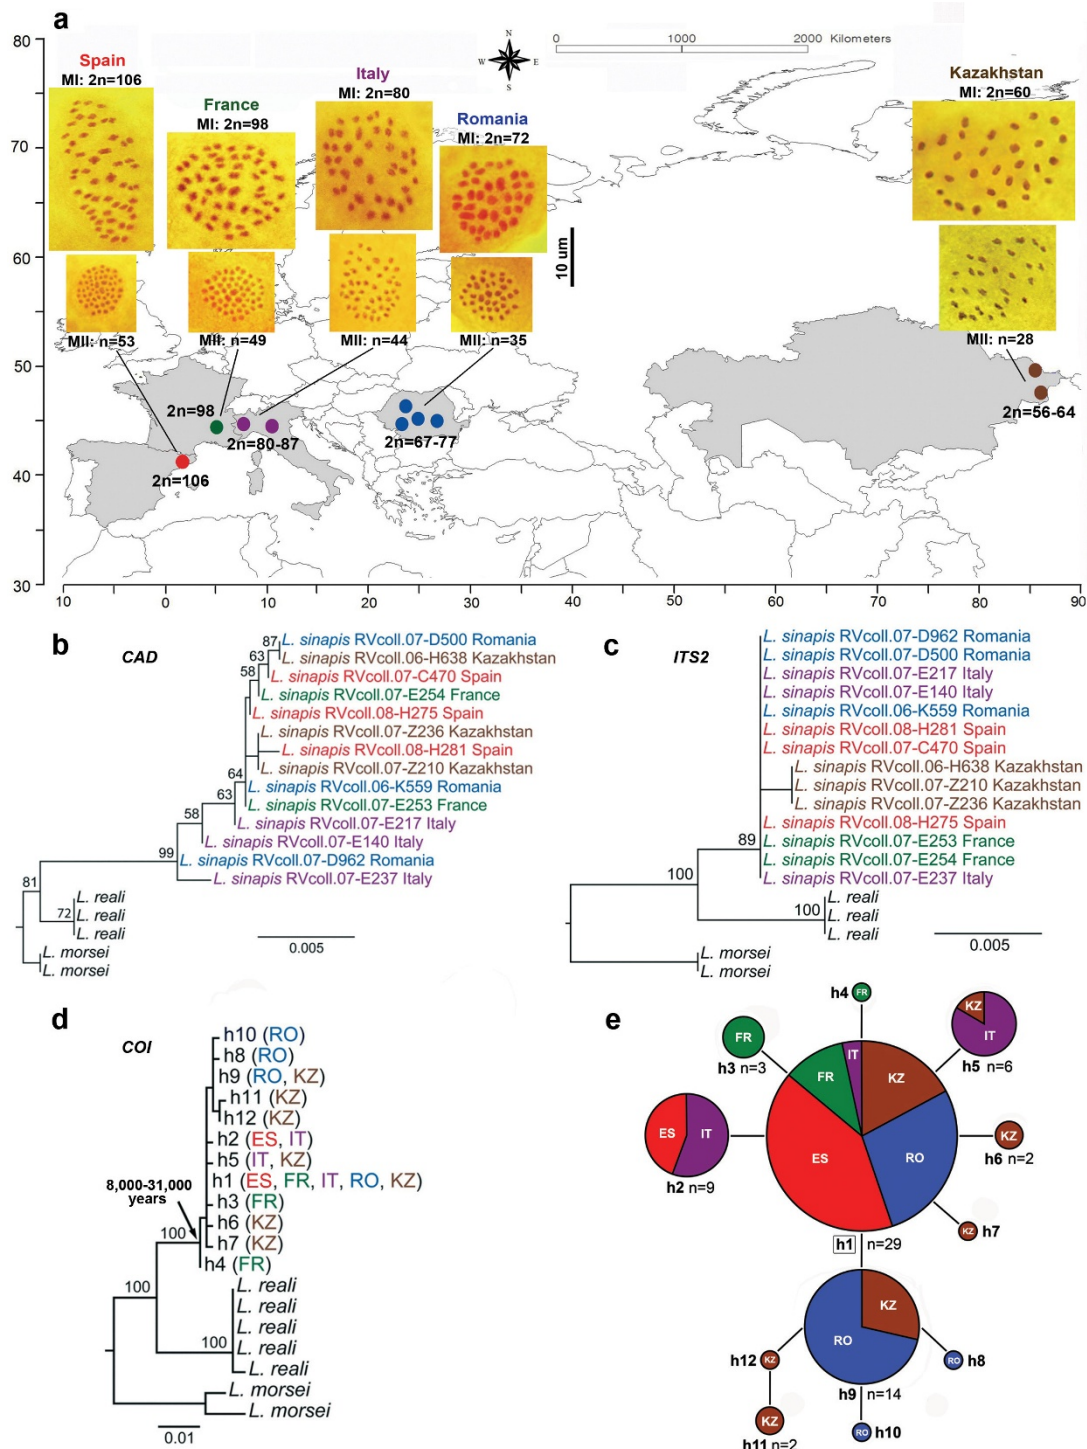 a
80
70
60
50
40
30
10
0
10
20
30
40
50
60
70
80
90
N
W
E
S
0
1000
2000
Kilometers
Spain
MI: 2n=106
France
MI: 2n=98
Italy
MI: 2n=80
Romania
MI: 2n=72
Kazakhstan
MI: 2n=60
10 um
MII: n=53
MII: n=49
MII: n=44
MII: n=35
MII: n=28
2n=98
2n=80-87
2n=67-77
2n=56-64
2n=106
b
CAD
87
63
58
64
63
58
99
81
72
L. sinapis RVcoll.07-D500 Romania
L. sinapis RVcoll.06-H638 Kazakhstan
L. sinapis RVcoll.07-C470 Spain
L. sinapis RVcoll.07-E254 France
L. sinapis RVcoll.08-H275 Spain
L. sinapis RVcoll.07-Z236 Kazakhstan
L. sinapis RVcoll.08-H281 Spain
L. sinapis RVcoll.07-Z210 Kazakhstan
L. sinapis RVcoll.06-K559 Romania
L. sinapis RVcoll.07-E253 France
L. sinapis RVcoll.07-E217 Italy
L. sinapis RVcoll.07-E140 Italy
L. sinapis RVcoll.07-D962 Romania
L. sinapis RVcoll.07-E237 Italy
L. reali
L. reali
L. reali
L. morsei
L. morsei
0.005
c
ITS2
L. sinapis RVcoll.07-D962 Romania
L. sinapis RVcoll.07-D500 Romania
L. sinapis RVcoll.07-E217 Italy
L. sinapis RVcoll.07-E140 Italy
L. sinapis RVcoll.06-K559 Romania
L. sinapis RVcoll.08-H281 Spain
L. sinapis RVcoll.07-C470 Spain
L. sinapis RVcoll.06-H638 Kazakhstan
L. sinapis RVcoll.07-Z210 Kazakhstan
L. sinapis RVcoll.07-Z236 Kazakhstan
L. sinapis RVcoll.08-H275 Spain
L. sinapis RVcoll.07-E253 France
L. sinapis RVcoll.07-E254 France
L. sinapis RVcoll.07-E237 Italy
89
100
100
L. reali
L. reali
L. reali
L. morsei
L. morsei
0.005
d
COI
h10 (RO)
h8 (RO)
h9 (RO, KZ)
h11 (KZ)
h12 (KZ)
h2 (ES, IT)
h5 (IT, KZ)
h1 (ES, FR, IT, RO, KZ)
h3 (FR)
h6 (KZ)
h7 (KZ)
h4 (FR)
8,000-31,000
years
100
100
100
L. reali
L. reali
L. reali
L. reali
L. reali
L. morsei
L. morsei
0.01
e
h4
FR
FR
h3 n=3
KZ
IT
h5 n=6
ES
IT
h2 n=9
FR
IT
KZ
ES
RO
h1 n=29
KZ
h6 n=2
KZ
h7
KZ
RO
h9 n=14
h12
KZ
KZ
h11 n=2
RO
h8
RO
h10